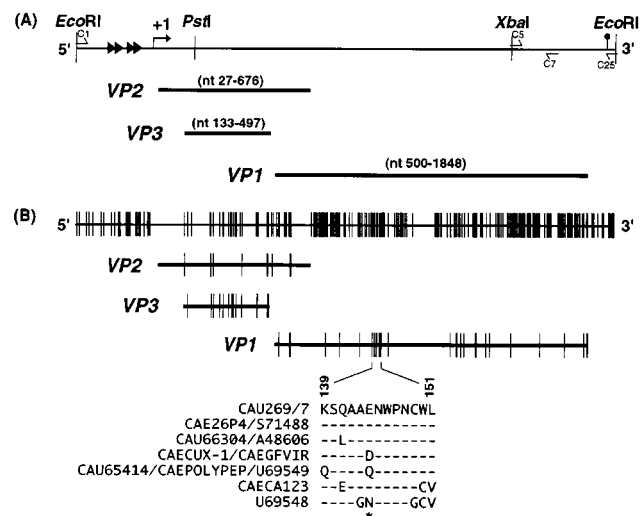 (A) EcoRI +1 PstI XbaI EcoRI
5' C1 C5 C7 C25 3'
VP2 (nt 27-676)
VP3 (nt 133-497)
VP1 (nt 500-1848)
(B) 5' 3'
VP2
VP3
VP1
139 151
CAU269/7 KSQAAENWPNCWL
CAE26P4/S71488 -------------
CAU66304/A48606 --L----------
CAECUX-1/CAEGFVIR -----D-------
CAU65414/CAEPOLYPEP/U69549 Q----Q-------
CAECA123 --E--------CV
U69548 ----GN----GCV
*